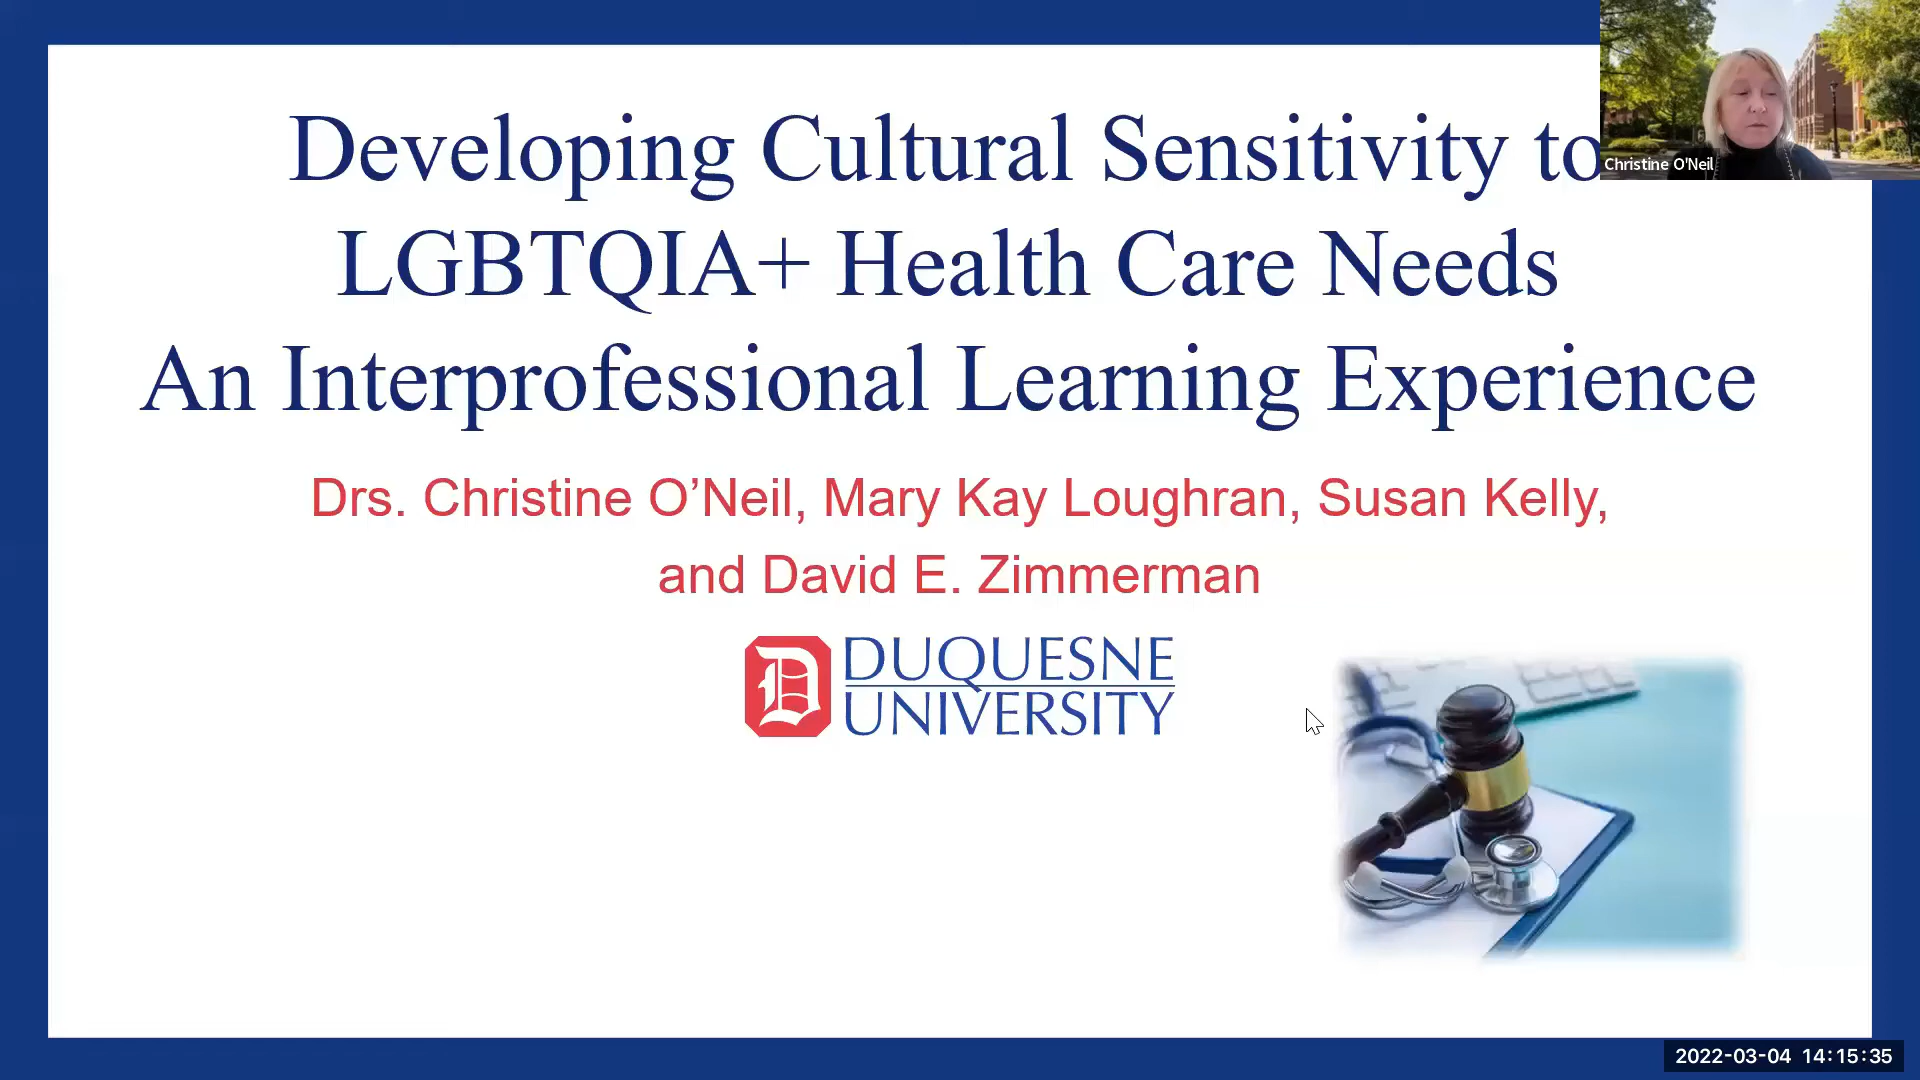 Developing Cultural Sensitivity to
LGBTQIA+ Health Care Needs
An Interprofessional Learning Experience
Christine O'Neil
Drs. Christine O’Neil, Mary Kay Loughran, Susan Kelly,
and David E. Zimmerman
D DUQUESNE
UNIVERSITY
2022-03-04 14:15:35